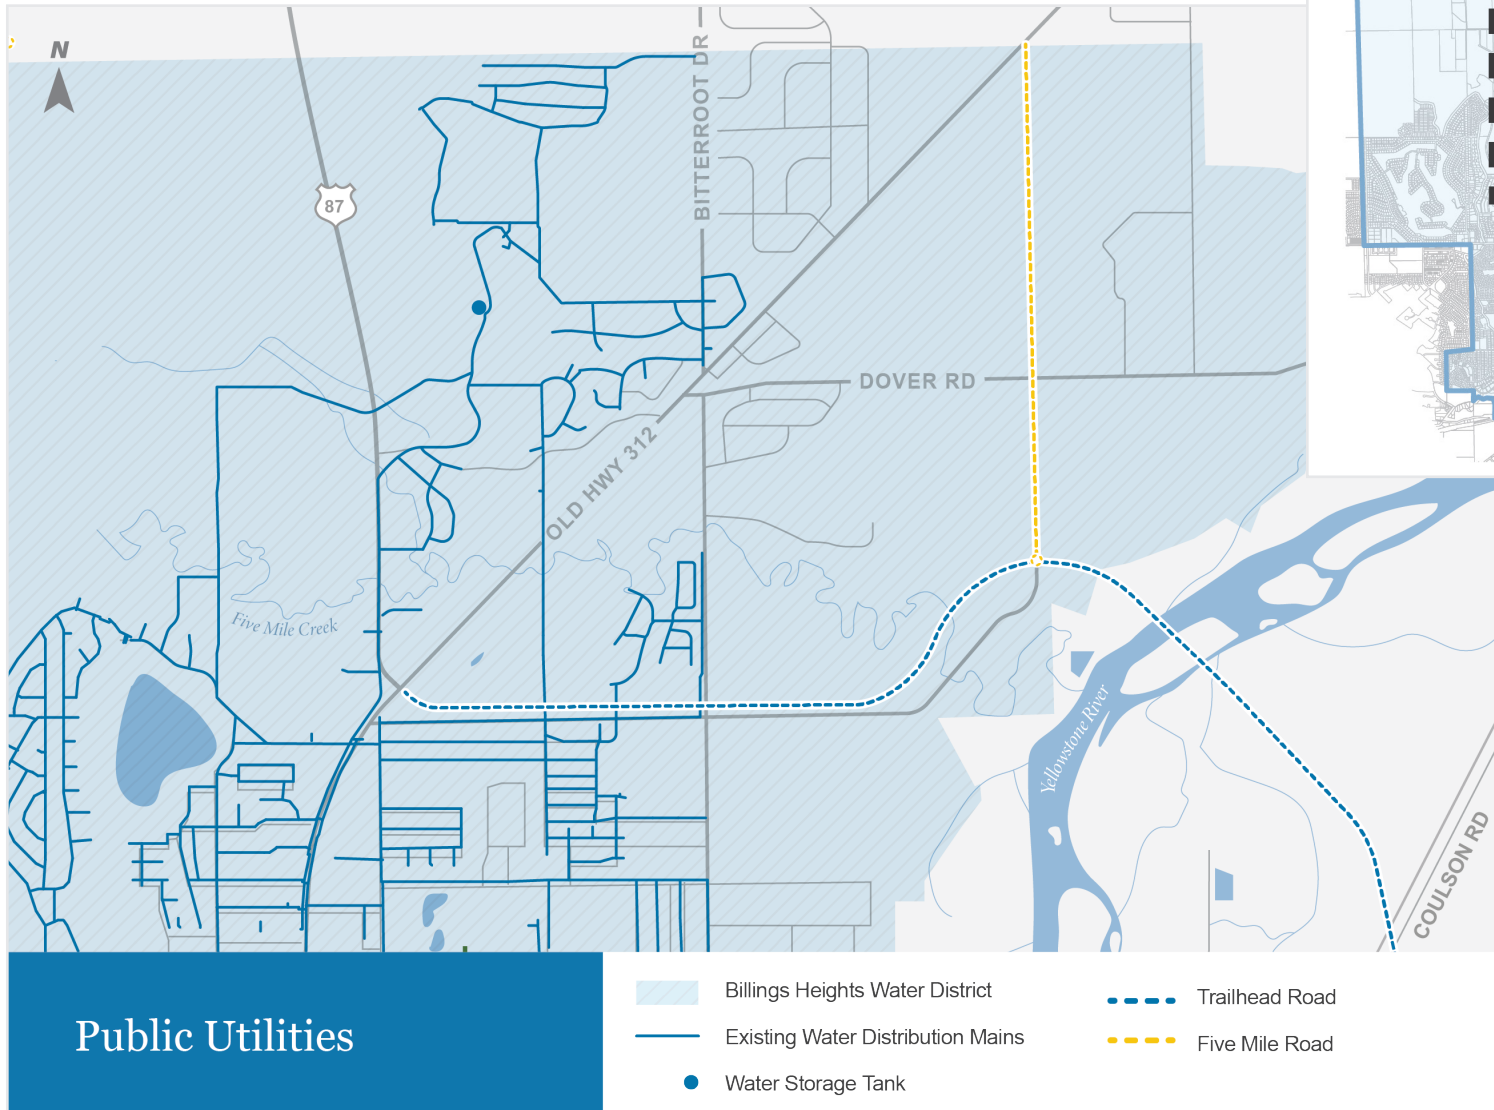 N
BITTERROOT DR
87
DOVER RD
OLD HWY 312
Five Mile Creek
Yellowstone River
COULSON RD
Public Utilities
Billings Heights Water District
Existing Water Distribution Mains
Water Storage Tank
Trailhead Road
Five Mile Road